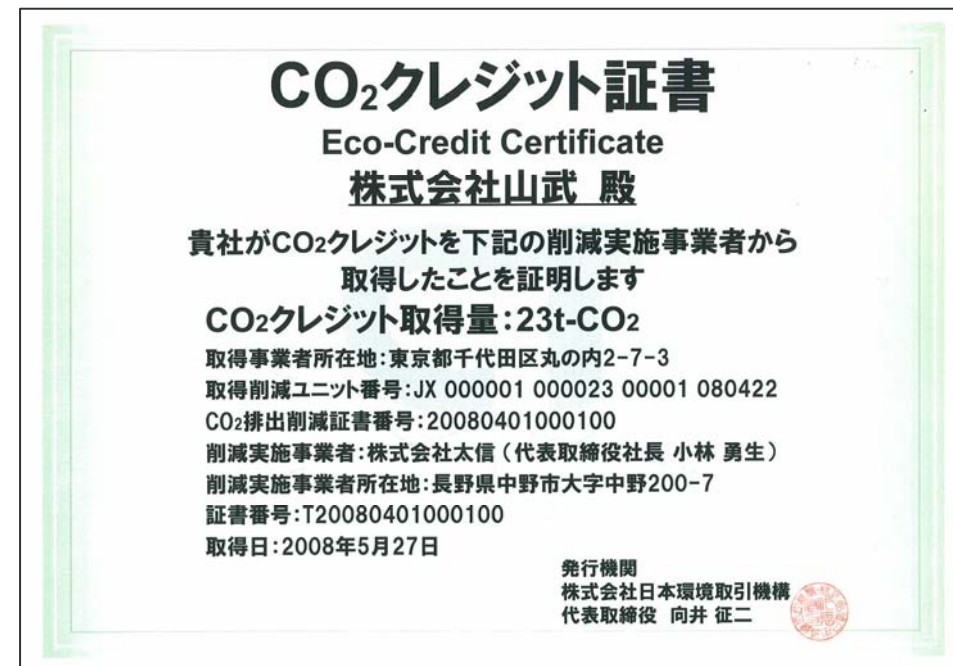 CO2クレジット証書
Eco-Credit Certificate
株式会社山武 殿
貴社がCO2クレジットを下記の削減実施事業者から
取得したことを証明します
CO2クレジット取得量:23t-CO2
取得事業者所在地:東京都千代田区丸の内2-7-3
取得削減ユニット番号:JX 000001 000023 00001 080422
CO2排出削減証書番号:20080401000100
削減実施事業者:株式会社太信(代表取締役社長 小林 勇生)
削減実施事業者所在地:長野県中野市大字中野200-7
証書番号:T20080401000100
取得日:2008年5月27日
発行機関
株式会社日本環境取引機構
代表取締役 向井 征二